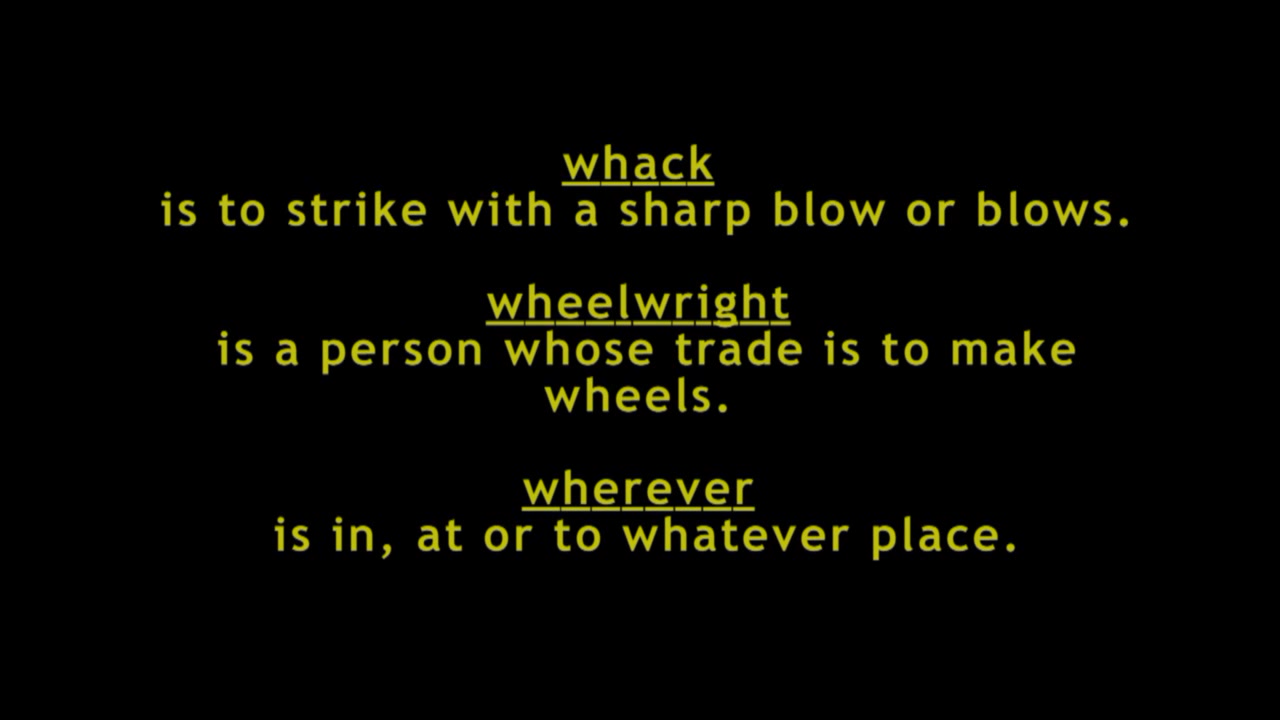 whack
is to strike with a sharp blow or blows.
wheelwright
is a person whose trade is to make
wheels.
wherever
is in, at or to whatever place.